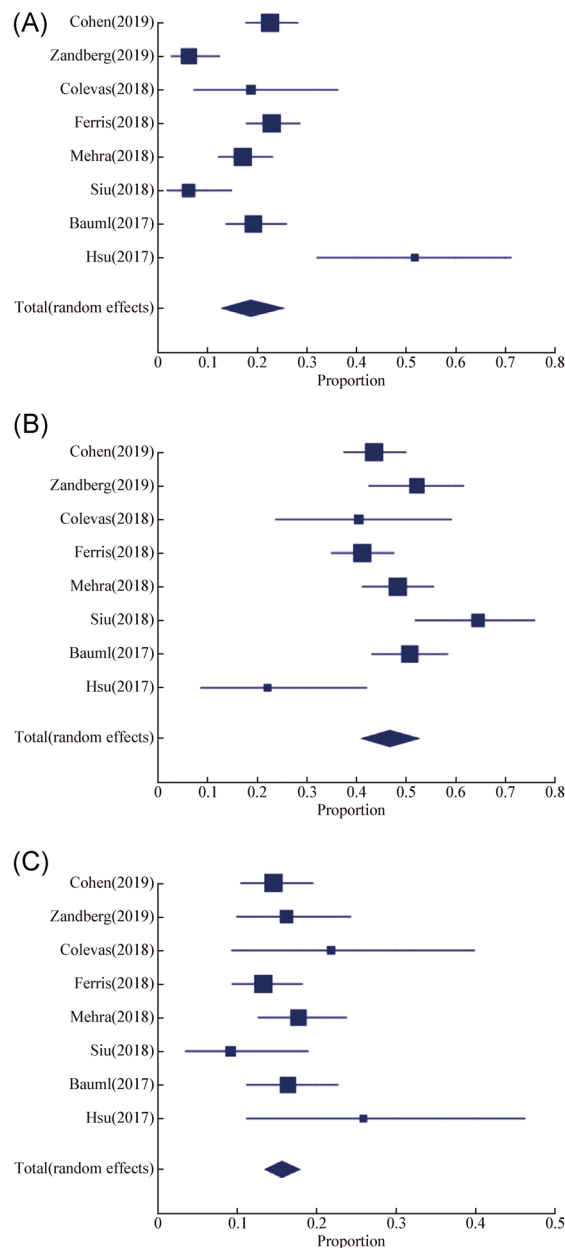 (A)
Cohen(2019)
Zandberg(2019)
Colevas(2018)
Ferris(2018)
Mehra(2018)
Siu(2018)
Bauml(2017)
Hsu(2017)
Total(random effects)
0 0.1 0.2 0.3 0.4 0.5 0.6 0.7 0.8
Proportion
(B)
Cohen(2019)
Zandberg(2019)
Colevas(2018)
Ferris(2018)
Mehra(2018)
Siu(2018)
Bauml(2017)
Hsu(2017)
Total(random effects)
0 0.1 0.2 0.3 0.4 0.5 0.6 0.7 0.8
Proportion
(C)
Cohen(2019)
Zandberg(2019)
Colevas(2018)
Ferris(2018)
Mehra(2018)
Siu(2018)
Bauml(2017)
Hsu(2017)
Total(random effects)
0 0.1 0.2 0.3 0.4 0.5
Proportion